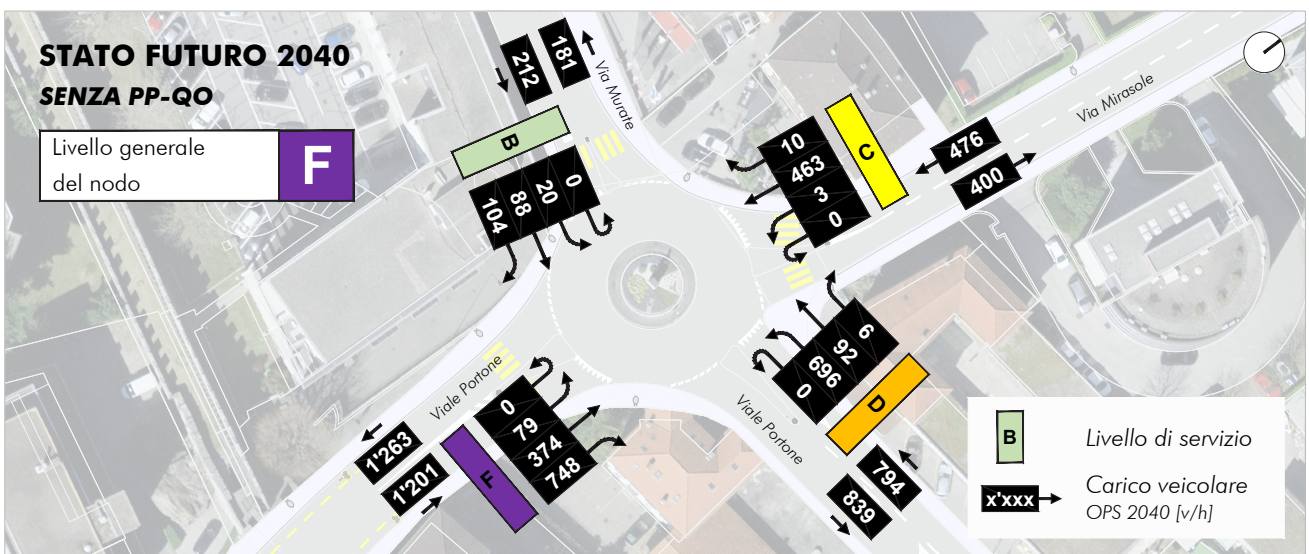 STATO FUTURO 2040
SENZA PP-QO
Livello generale
del nodo
F
212
181
Via Murate
B
104
88
20
0
10
463
3
0
C
476
400
Via Mirasole
6
92
696
0
D
794
839
Viale Portone
Viale Portone
0
79
374
748
F
1'263
1'201
B
Livello di servizio
x'xxx
Carico veicolare
OPS 2040 [v/h]